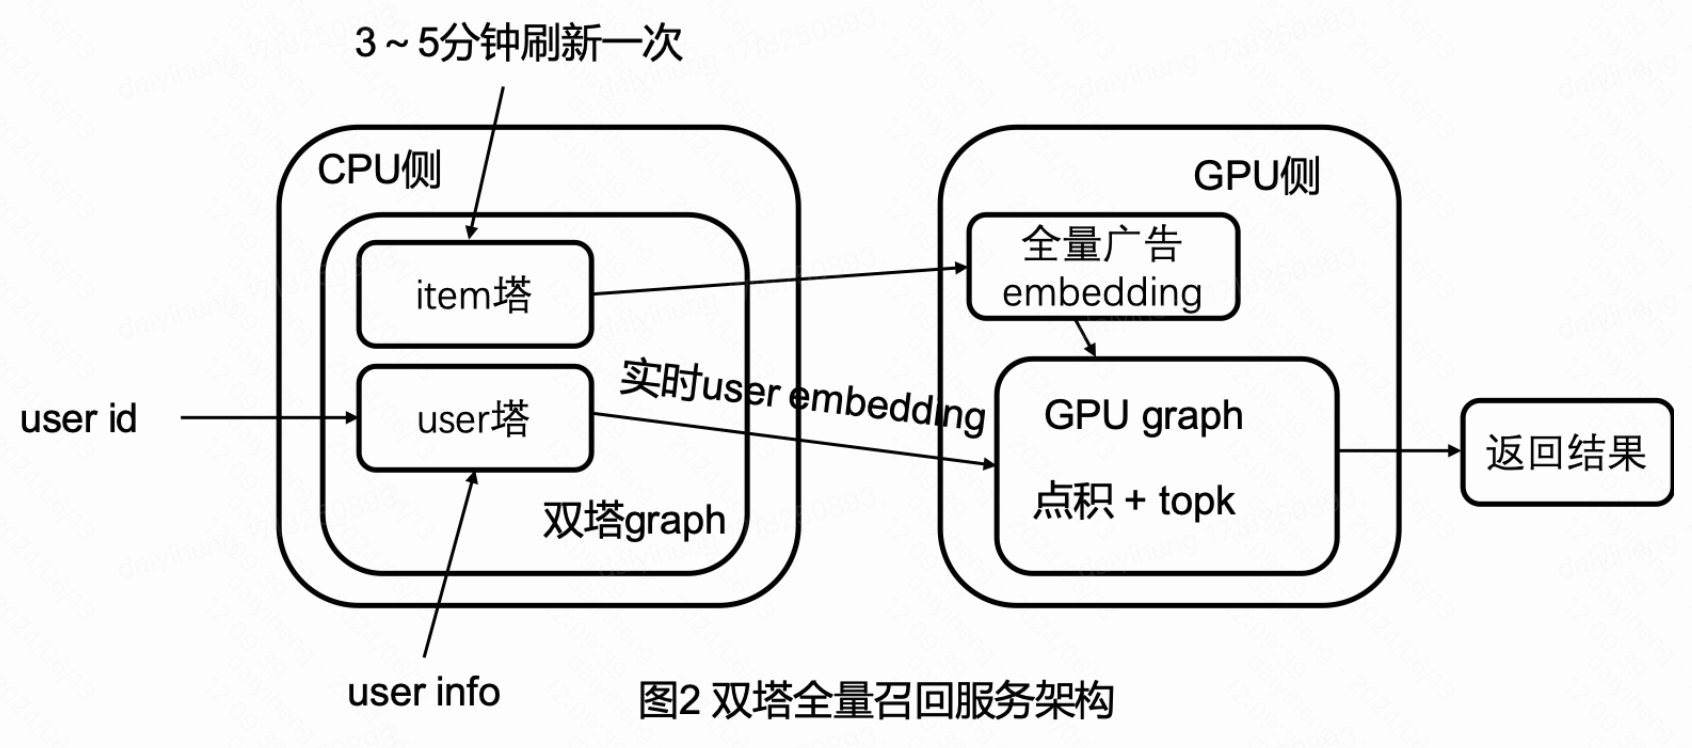 3～5分钟刷新一次
CPU侧
GPU侧
item塔
全量广告
embedding
实时user embedding
user id
user塔
GPU graph
点积 + topk
返回结果
双塔graph
user info
图2 双塔全量召回服务架构